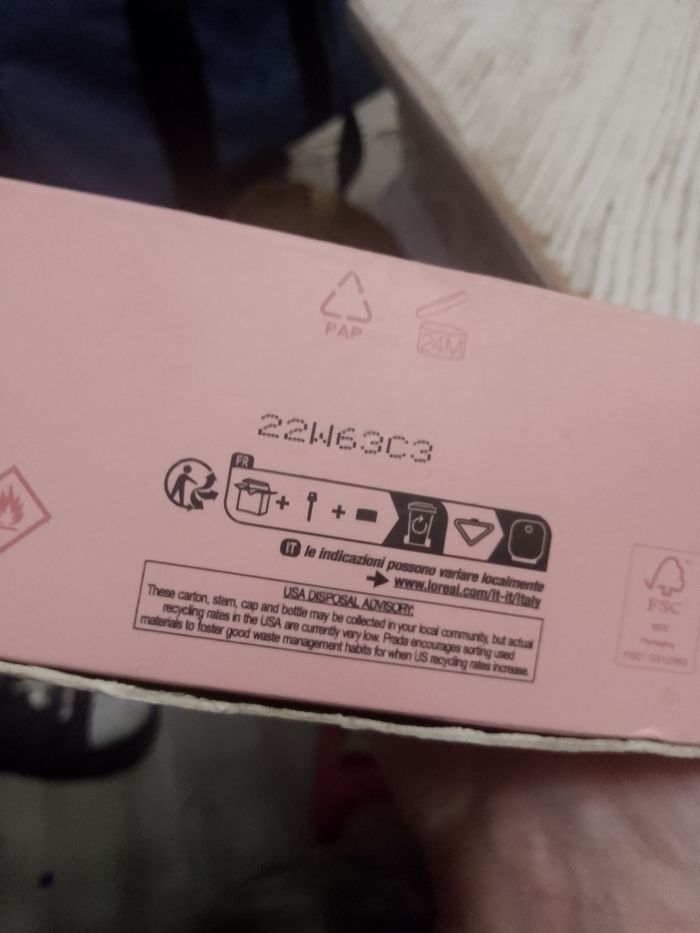 PAP
24M
22W63C3
FR
IT le indicazioni possono variare localmente
www.loreal.com/it-it/Italy
USA DISPOSAL ADVISORY:
These carton, stem, cap and bottle may be collected in your local community, but actual
recycling rates in the USA are currently very low. Prada encourages sorting used
materials to foster good waste management habits for when US recycling rates increase.
FSC
MIX
Packaging